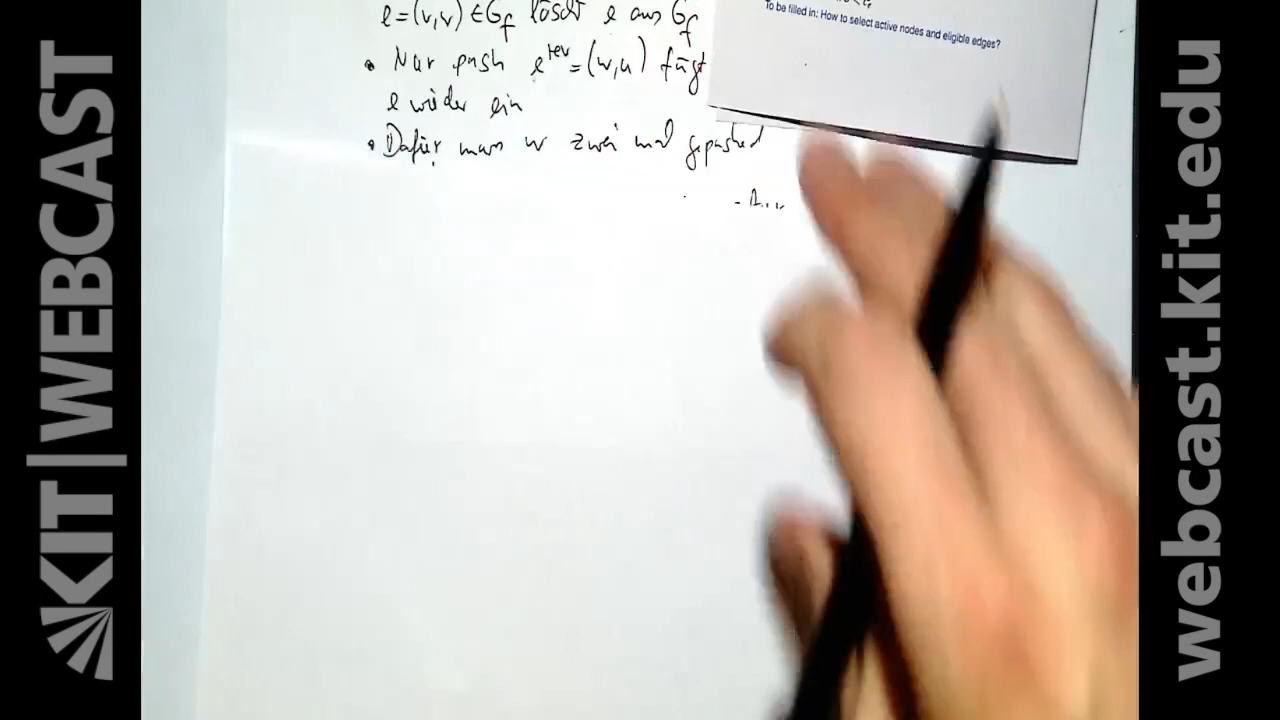 e=(v,w) ∈ G_f löscht e aus G_f
• Nur push e^rev=(w,u) fügt
e wieder ein
• Dafür muss w zwei mal gepushed
To be filled in: How to select active nodes and eligible edges?
KIT|WEBCAST
webcast.kit.edu